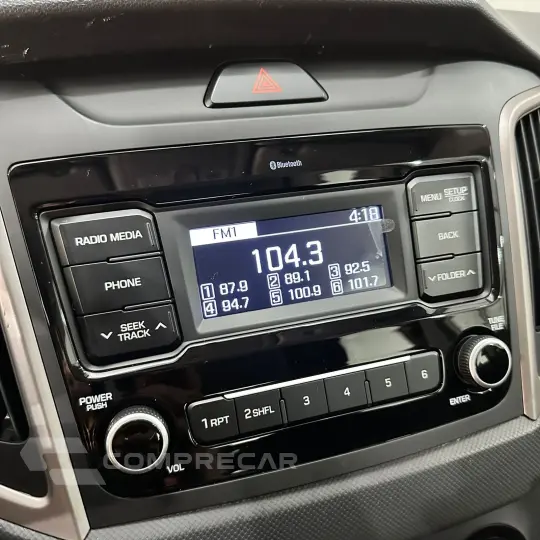 Bluetooth
RADIO MEDIA
PHONE
SEEK
TRACK
FM1
4:18
104.3
1 87.9
2 89.1
3 92.5
4 94.7
5 100.9
6 101.7
MENU SETUP
CLOCK
BACK
FOLDER
POWER
PUSH
VOL
1 RPT
2 SHFL
3
4
5
6
TUNE
FILE
ENTER
COMPRECAR